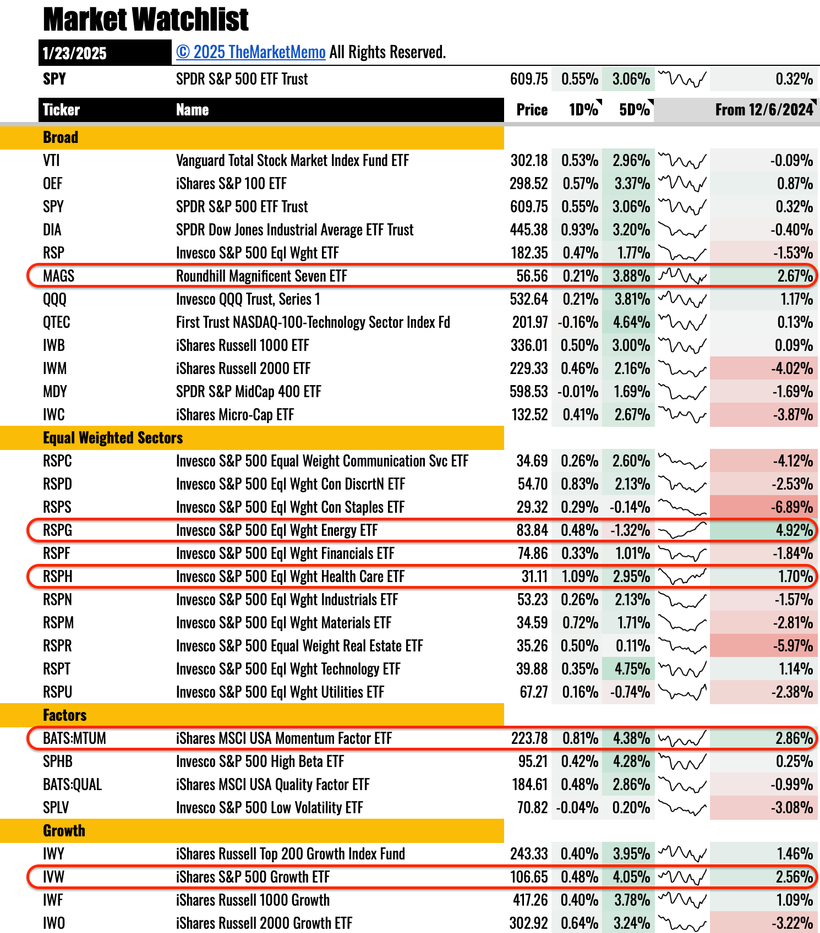 Market Watchlist
1/23/2025 © 2025 TheMarketMemo All Rights Reserved.
SPY SPDR S&P 500 ETF Trust 609.75 0.55% 3.06% 0.32%
Ticker Name Price 1D% 5D% From 12/6/2024
Broad
VTI Vanguard Total Stock Market Index Fund ETF 302.18 0.53% 2.96% -0.09%
OEF iShares S&P 100 ETF 298.52 0.57% 3.37% 0.87%
SPY SPDR S&P 500 ETF Trust 609.75 0.55% 3.06% 0.32%
DIA SPDR Dow Jones Industrial Average ETF Trust 445.38 0.93% 3.20% -0.40%
RSP Invesco S&P 500 Eql Wght ETF 182.35 0.47% 1.77% -1.53%
MAGS Roundhill Magnificent Seven ETF 56.56 0.21% 3.88% 2.67%
QQQ Invesco QQQ Trust, Series 1 532.64 0.21% 3.81% 1.17%
QTEC First Trust NASDAQ-100-Technology Sector Index Fd 201.97 -0.16% 4.64% 0.13%
IWB iShares Russell 1000 ETF 336.01 0.50% 3.00% 0.09%
IWM iShares Russell 2000 ETF 229.33 0.46% 2.16% -4.02%
MDY SPDR S&P MidCap 400 ETF 598.53 -0.01% 1.69% -1.69%
IWC iShares Micro-Cap ETF 132.52 0.41% 2.67% -3.87%
Equal Weighted Sectors
RSPC Invesco S&P 500 Equal Weight Communication Svc ETF 34.69 0.26% 2.60% -4.12%
RSPD Invesco S&P 500 Eql Wght Con DiscrtN ETF 54.70 0.83% 2.13% -2.53%
RSPS Invesco S&P 500 Eql Wght Con Staples ETF 29.32 0.29% -0.14% -6.89%
RSPG Invesco S&P 500 Eql Wght Energy ETF 83.84 0.48% -1.32% 4.92%
RSPF Invesco S&P 500 Eql Wght Financials ETF 74.86 0.33% 1.01% -1.84%
RSPH Invesco S&P 500 Eql Wght Health Care ETF 31.11 1.09% 2.95% 1.70%
RSPN Invesco S&P 500 Eql Wght Industrials ETF 53.23 0.26% 2.13% -1.57%
RSPM Invesco S&P 500 Eql Wght Materials ETF 34.59 0.72% 1.71% -2.81%
RSPR Invesco S&P 500 Equal Weight Real Estate ETF 35.26 0.50% 0.11% -5.97%
RSPT Invesco S&P 500 Eql Wght Technology ETF 39.88 0.35% 4.75% 1.14%
RSPU Invesco S&P 500 Eql Wght Utilities ETF 67.27 0.16% -0.74% -2.38%
Factors
BATS:MTUM iShares MSCI USA Momentum Factor ETF 223.78 0.81% 4.38% 2.86%
SPHB Invesco S&P 500 High Beta ETF 95.21 0.42% 4.28% 0.25%
BATS:QUAL iShares MSCI USA Quality Factor ETF 184.61 0.48% 2.86% -0.99%
SPLV Invesco S&P 500 Low Volatility ETF 70.82 -0.04% 0.20% -3.08%
Growth
IWY iShares Russell Top 200 Growth Index Fund 243.33 0.40% 3.95% 1.46%
IVW iShares S&P 500 Growth ETF 106.65 0.48% 4.05% 2.56%
IWF iShares Russell 1000 Growth 417.26 0.40% 3.78% 1.09%
IWO iShares Russell 2000 Growth ETF 302.92 0.64% 3.24% -3.22%